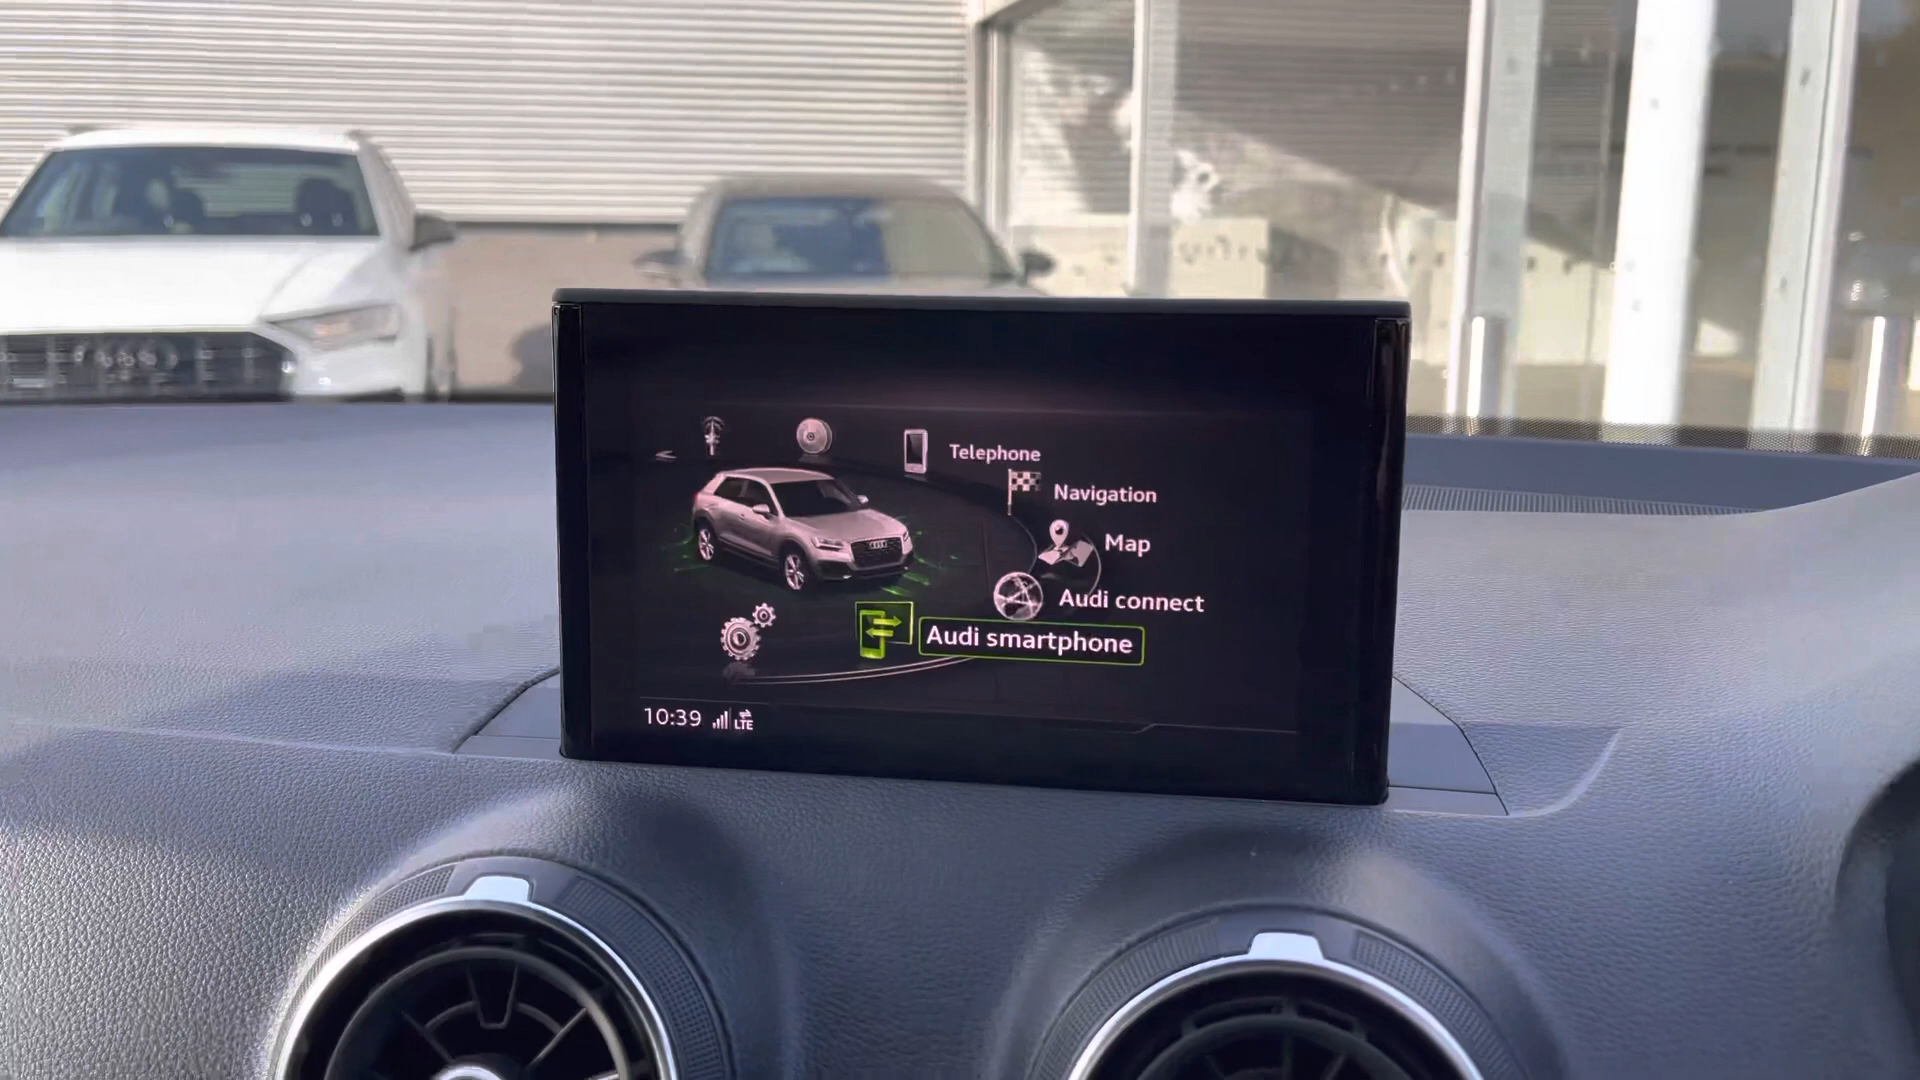 Telephone
Navigation
Map
Audi connect
Audi smartphone
10:39 LTE